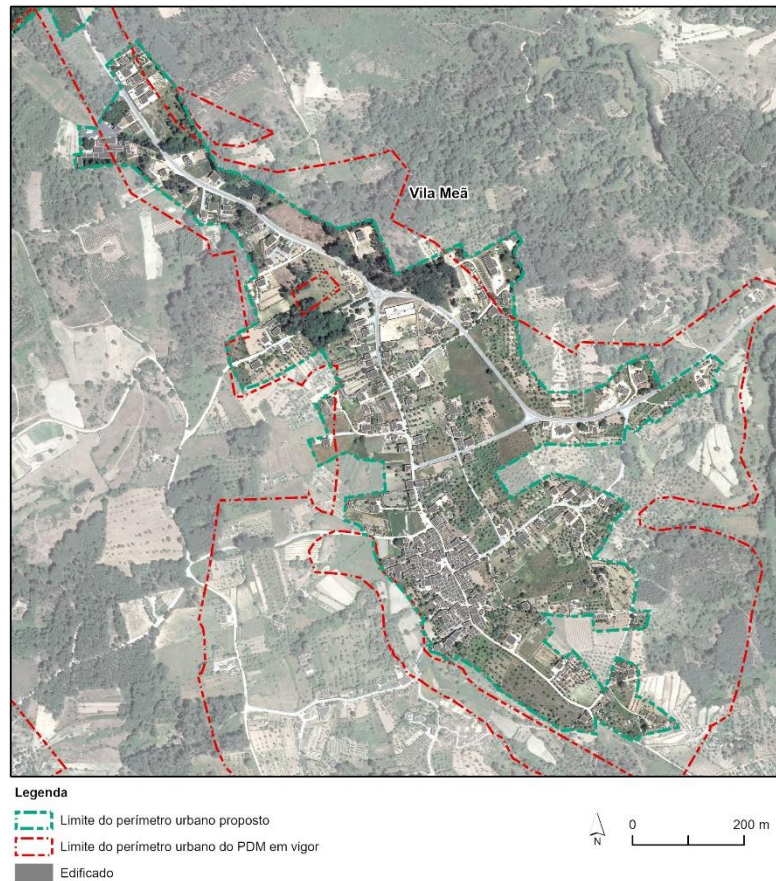 Vila Meã
Legenda
Limite do perímetro urbano proposto
Limite do perímetro urbano do PDM em vigor
Edificado
N
0 200 m